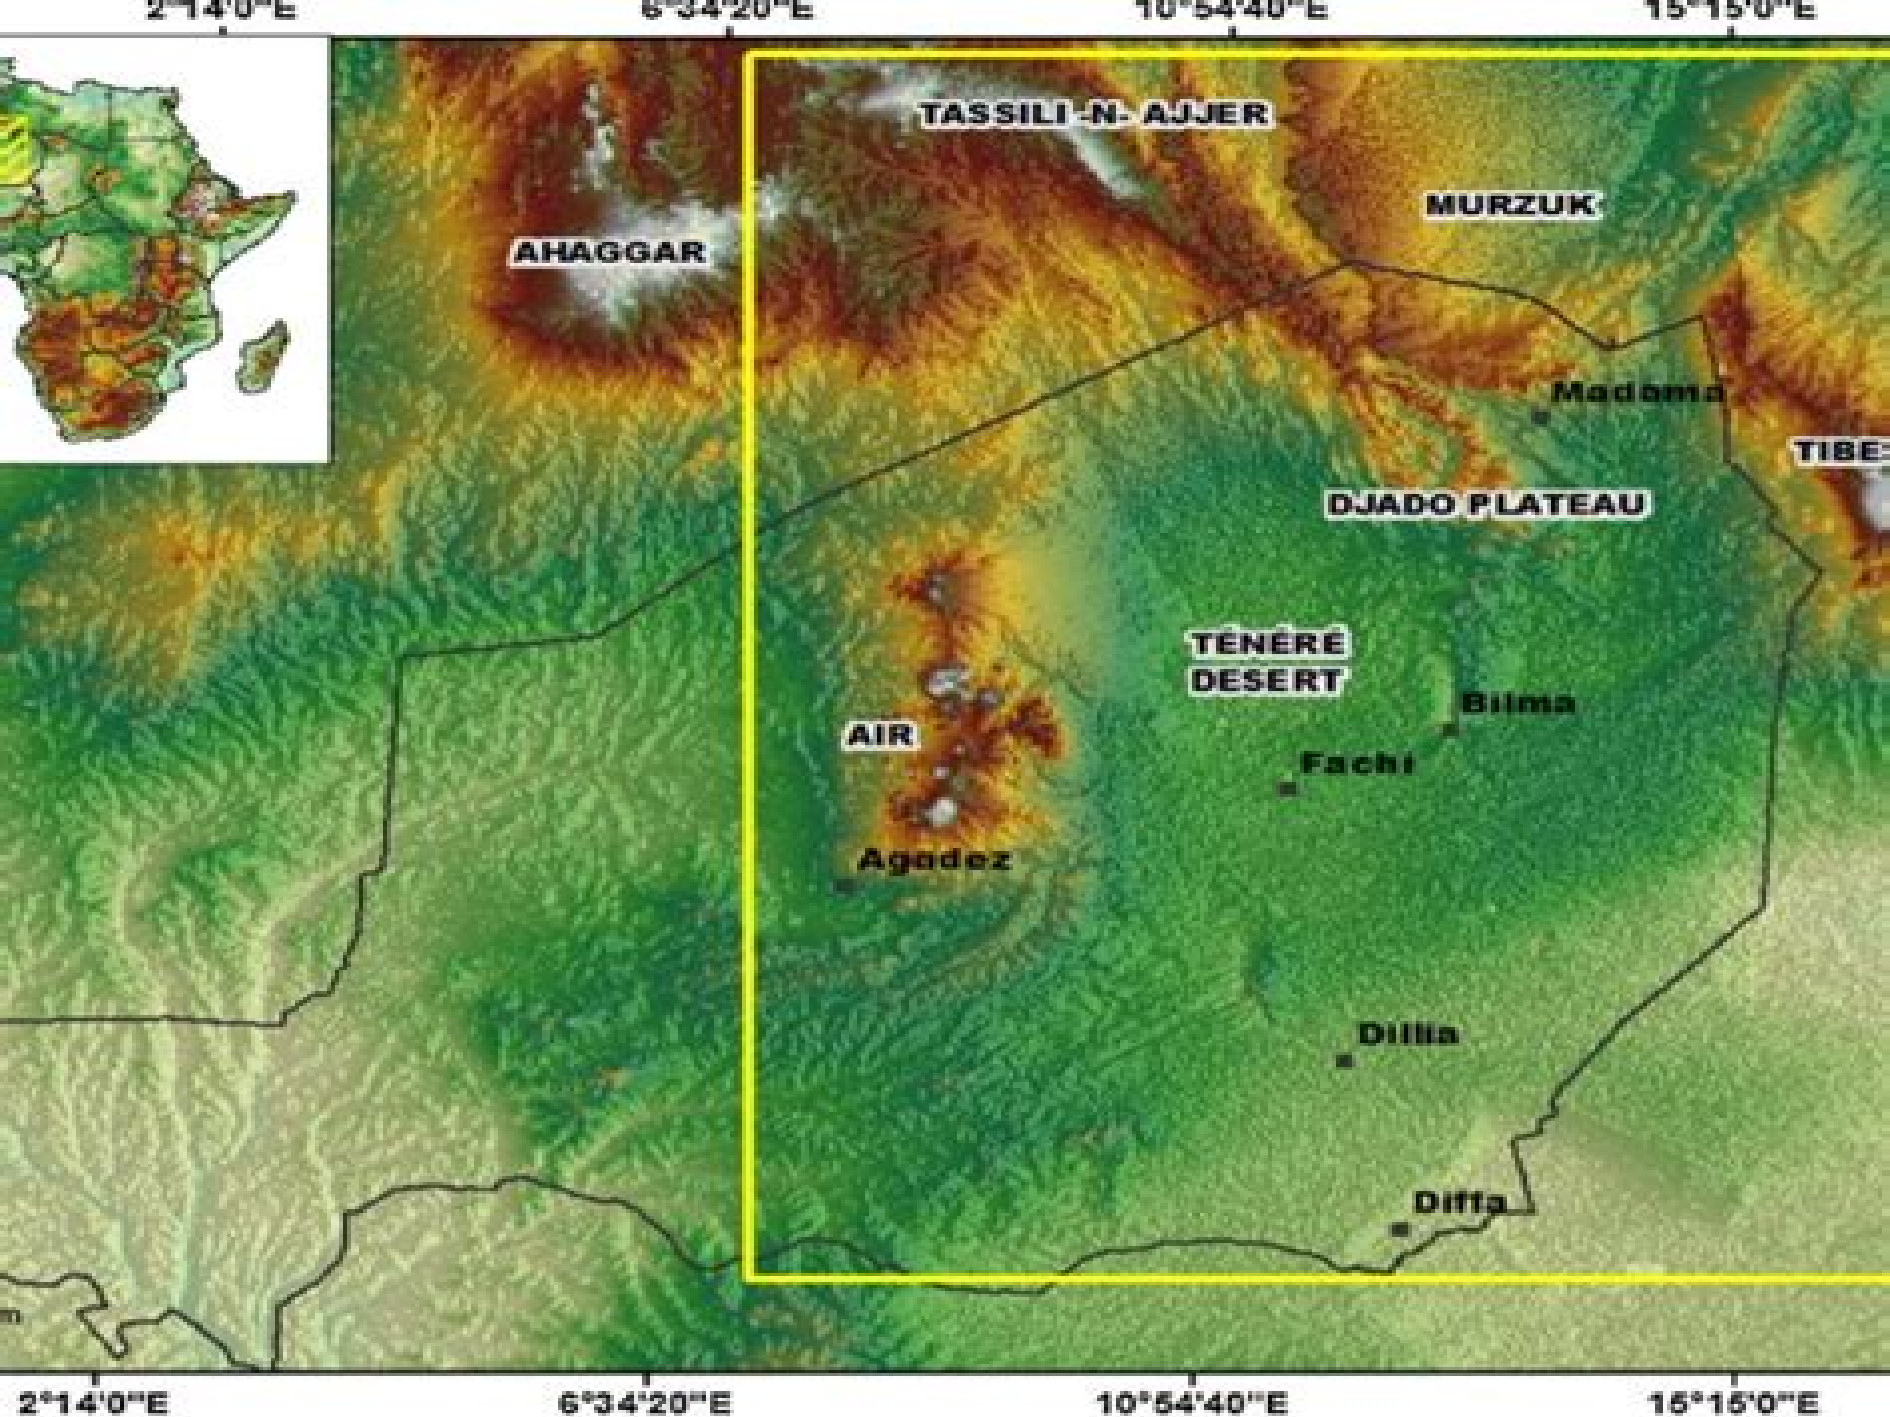 2°14'0"E
6°34'20"E
10°54'40"E
15°15'0"E
TASSILI -N- AJJER
MURZUK
AHAGGAR
Madama
TIBE
DJADO PLATEAU
TÉNÉRÉ
DESERT
Bilma
AIR
Fachi
Agadez
Dillia
Diffa
2°14'0"E
6°34'20"E
10°54'40"E
15°15'0"E